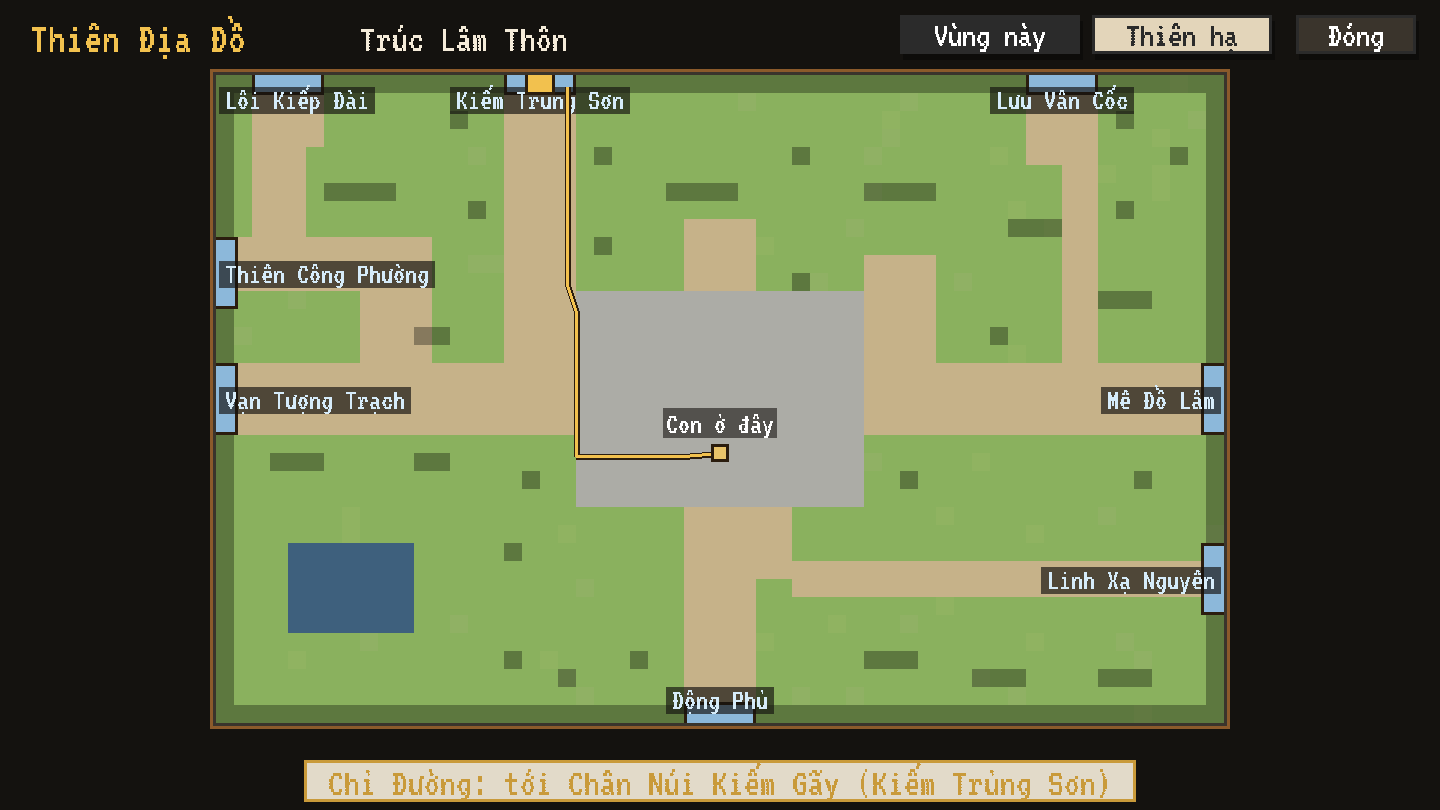 Thiên Địa Đồ
Trúc Lâm Thôn
Vùng này
Thiên hạ
Đóng
Lôi Kiếp Đài
Kiếm Trủng Sơn
Lưu Vân Cốc
Thiên Công Phường
Vạn Tượng Trạch
Mê Đồ Lâm
Con ở đây
Linh Xạ Nguyên
Động Phủ
Chỉ Đường: tới Chân Núi Kiếm Gãy (Kiếm Trủng Sơn)